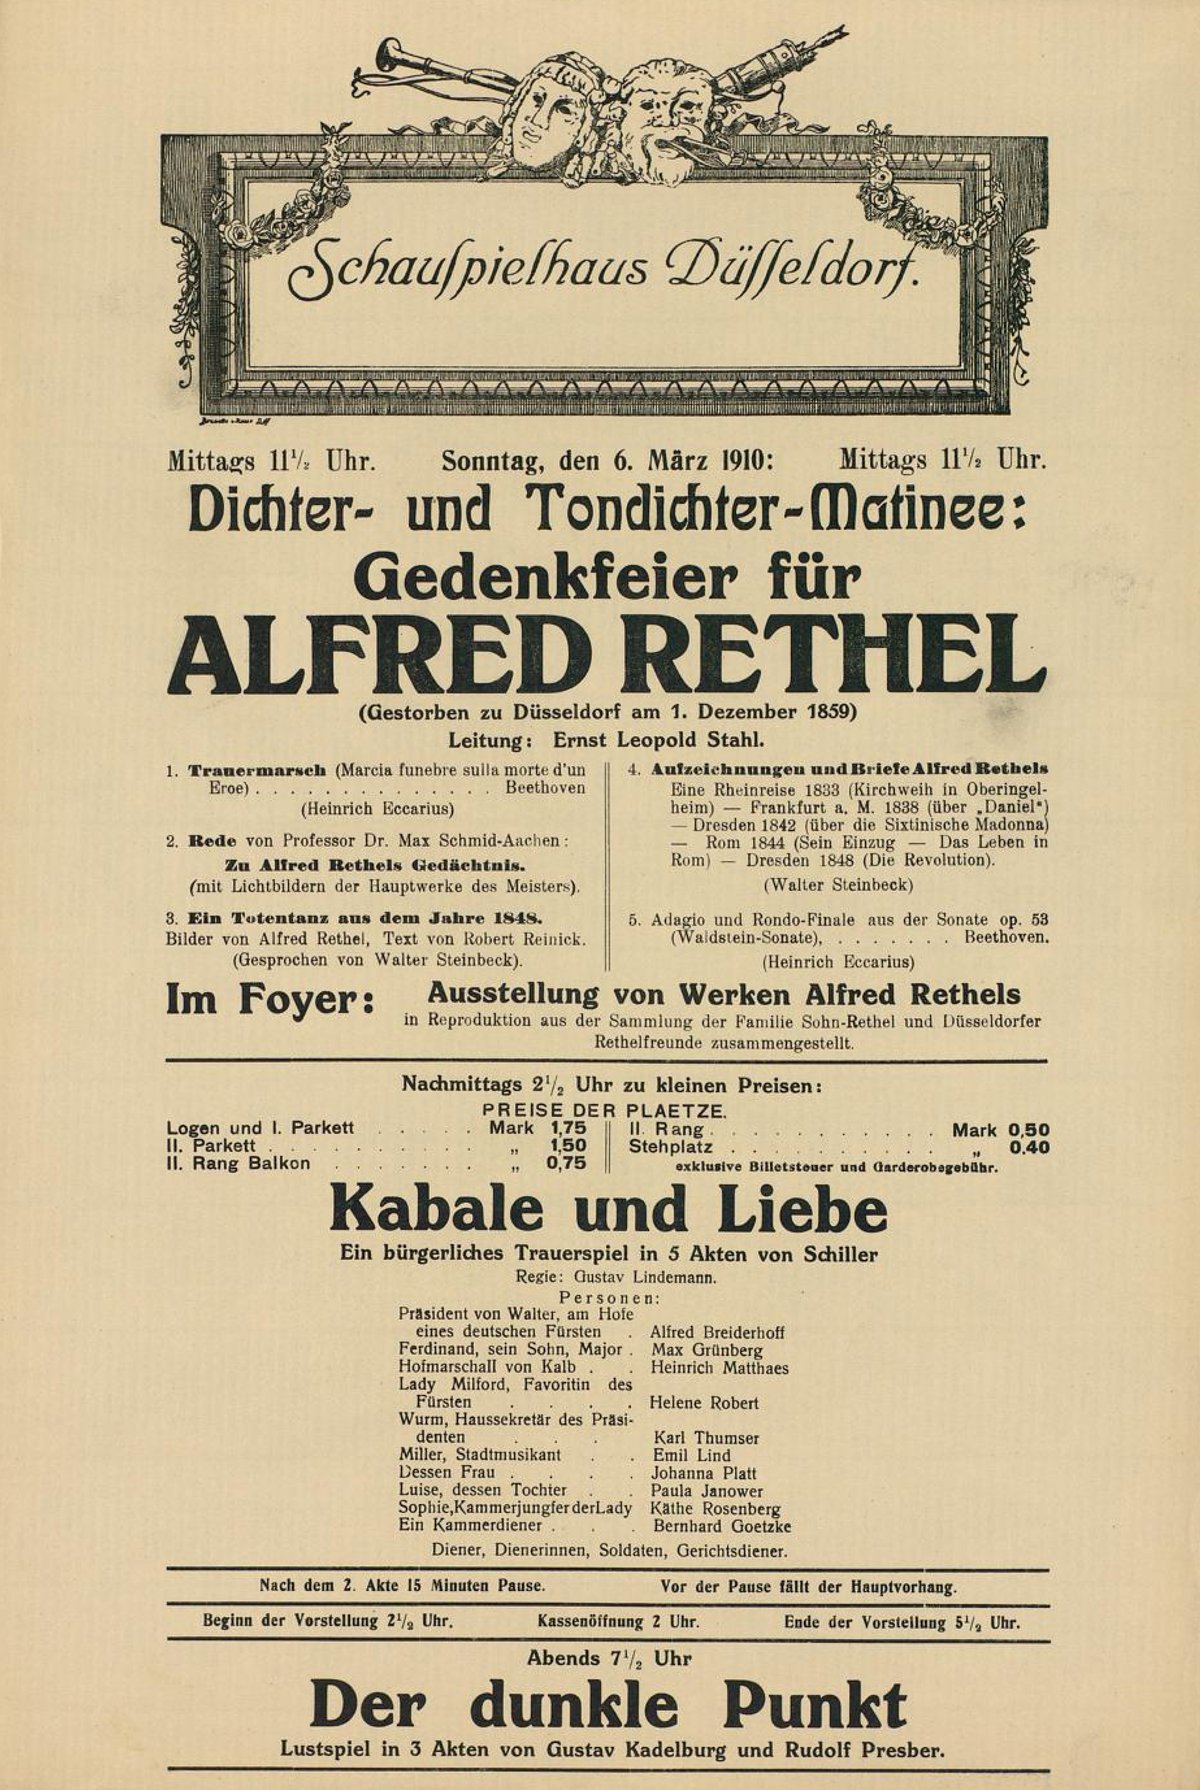 Schauſpielhaus Düſſeldorf.
Mittags 11½ Uhr. Sonntag, den 6. März 1910: Mittags 11½ Uhr.
Dichter- und Tondichter-Matinee:
Gedenkfeier für
ALFRED RETHEL
(Gestorben zu Düsseldorf am 1. Dezember 1859)
Leitung: Ernst Leopold Stahl.
1. Trauermarsch (Marcia funebre sulla morte d'un
Eroe) . . . . . . . . . . . . . . Beethoven
(Heinrich Eccarius)
2. Rede von Professor Dr. Max Schmid-Aachen:
Zu Alfred Rethels Gedächtnis.
(mit Lichtbildern der Hauptwerke des Meisters).
3. Ein Totentanz aus dem Jahre 1848.
Bilder von Alfred Rethel, Text von Robert Reinick.
(Gesprochen von Walter Steinbeck).
4. Aufzeichnungen und Briefe Alfred Rethels
Eine Rheinreise 1833 (Kirchweih in Oberingel-
heim) — Frankfurt a. M. 1838 (über „Daniel“)
— Dresden 1842 (über die Sixtinische Madonna)
— Rom 1844 (Sein Einzug — Das Leben in
Rom) — Dresden 1848 (Die Revolution).
(Walter Steinbeck)
5. Adagio und Rondo-Finale aus der Sonate op. 53
(Waldstein-Sonate), . . . . . . . Beethoven.
(Heinrich Eccarius)
Im Foyer: Ausstellung von Werken Alfred Rethels
in Reproduktion aus der Sammlung der Familie Sohn-Rethel und Düsseldorfer
Rethelfreunde zusammengestellt.
Nachmittags 2½ Uhr zu kleinen Preisen:
PREISE DER PLAETZE.
Logen und I. Parkett . . . . . Mark 1,75
II. Parkett . . . . . . . . . . „ 1,50
II. Rang Balkon . . . . . . . „ 0,75
II. Rang . . . . . . . . . . . Mark 0,50
Stehplatz . . . . . . . . . . „ 0.40
exklusive Billetsteuer und Garderobegebühr.
Kabale und Liebe
Ein bürgerliches Trauerspiel in 5 Akten von Schiller
Regie: Gustav Lindemann.
Personen:
Präsident von Walter, am Hofe
eines deutschen Fürsten . Alfred Breiderhoff
Ferdinand, sein Sohn, Major . Max Grünberg
Hofmarschall von Kalb . . Heinrich Matthaes
Lady Milford, Favoritin des
Fürsten . . . . Helene Robert
Wurm, Haussekretär des Präsi-
denten . . . Karl Thumser
Miller, Stadtmusikant . . Emil Lind
Dessen Frau . . . . Johanna Platt
Luise, dessen Tochter . . Paula Janower
Sophie, Kammerjungfer der Lady Käthe Rosenberg
Ein Kammerdiener . . . Bernhard Goetzke
Diener, Dienerinnen, Soldaten, Gerichtsdiener.
Nach dem 2. Akte 15 Minuten Pause. Vor der Pause fällt der Hauptvorhang.
Beginn der Vorstellung 2½ Uhr. Kassenöffnung 2 Uhr. Ende der Vorstellung 5½ Uhr.
Abends 7½ Uhr
Der dunkle Punkt
Lustspiel in 3 Akten von Gustav Kadelburg und Rudolf Presber.